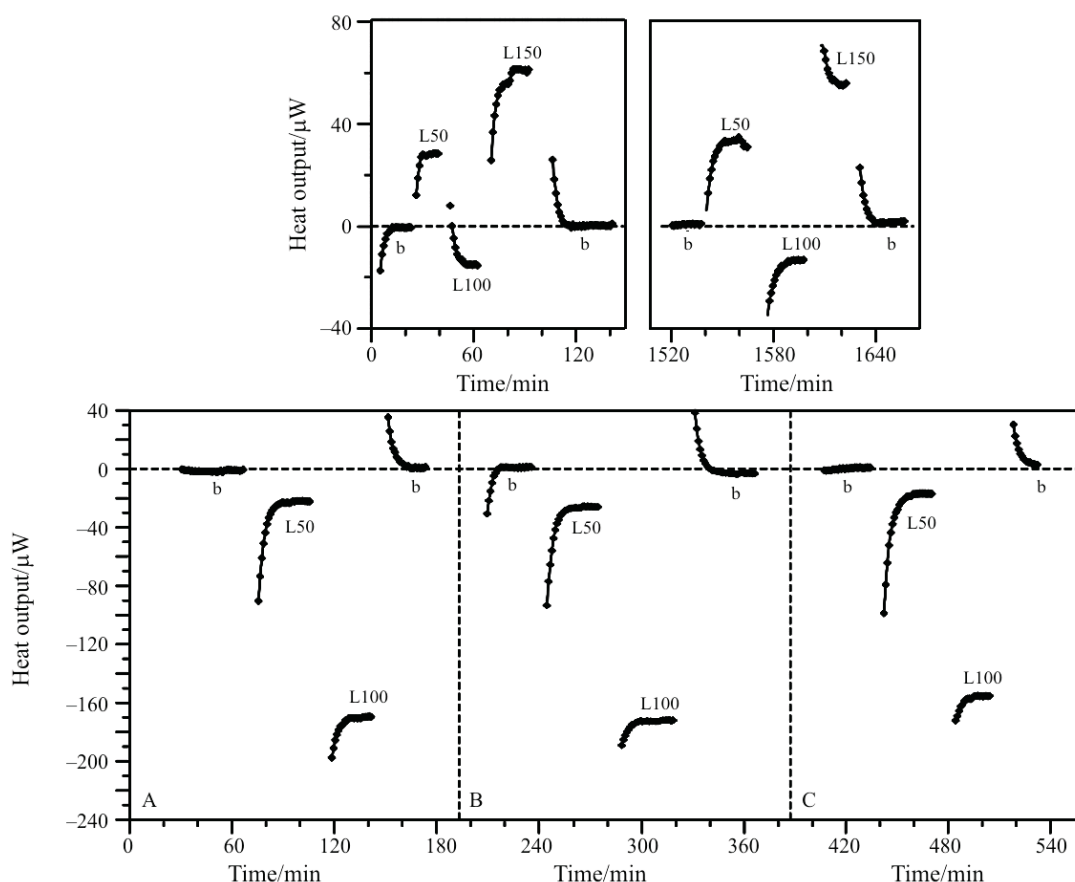 80
40
0
–40
Heat output/µW
L50
L150
b
L100
b
0 60 120
Time/min
L50
L150
b
L100
b
1520 1580 1640
Time/min
40
0
–40
–80
–120
–160
–200
–240
Heat output/µW
b
L50
L100
b
A
b
L50
L100
b
B
b
L50
L100
b
C
0 60 120 180 240 300 360 420 480 540
Time/min Time/min Time/min